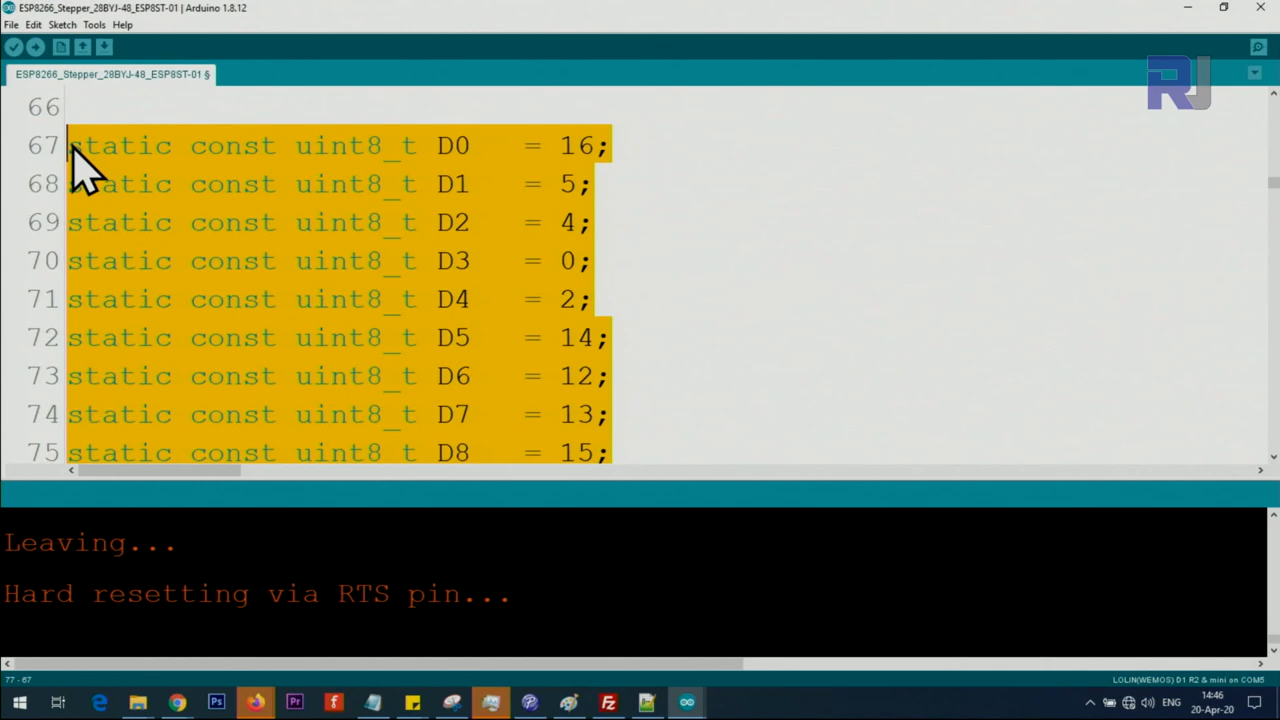 ESP8266_Stepper_28BYJ-48_ESP8ST-01 | Arduino 1.8.12
File Edit Sketch Tools Help
ESP8266_Stepper_28BYJ-48_ESP8ST-01 §
RJ
66
67 static const uint8_t D0 = 16;
68 static const uint8_t D1 = 5;
69 static const uint8_t D2 = 4;
70 static const uint8_t D3 = 0;
71 static const uint8_t D4 = 2;
72 static const uint8_t D5 = 14;
73 static const uint8_t D6 = 12;
74 static const uint8_t D7 = 13;
75 static const uint8_t D8 = 15;
Leaving...
Hard resetting via RTS pin...
77 - 67
LOLIN(WEMOS) D1 R2 & mini on COM5
Ps
Pr
Fz
ENG
14:46
20-Apr-20